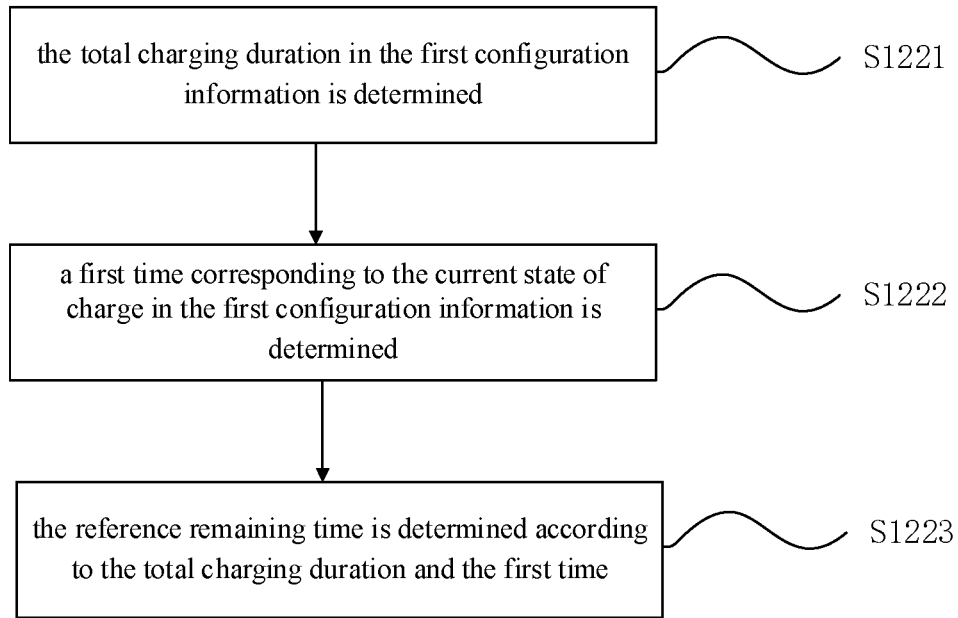 the total charging duration in the first configuration
information is determined
S1221
a first time corresponding to the current state of
charge in the first configuration information is
determined
S1222
the reference remaining time is determined according
to the total charging duration and the first time
S1223